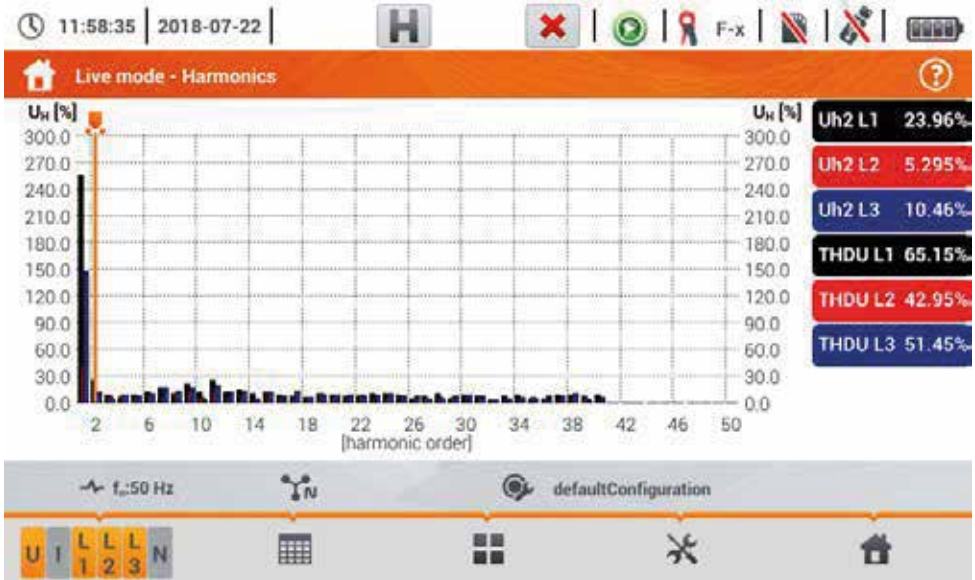 11:58:35 2018-07-22 H F-x
Live mode - Harmonics ?
UH [%] UH [%]
300.0 300.0
270.0 270.0
240.0 240.0
210.0 210.0
180.0 180.0
150.0 150.0
120.0 120.0
90.0 90.0
60.0 60.0
30.0 30.0
0.0 0.0
2 6 10 14 18 22 26 30 34 38 42 46 50
[harmonic order]
Uh2 L1 23.96%
Uh2 L2 5.295%
Uh2 L3 10.46%
THDU L1 65.15%
THDU L2 42.95%
THDU L3 51.45%
fn:50 Hz N defaultConfiguration
U I L1 L2 L3 N